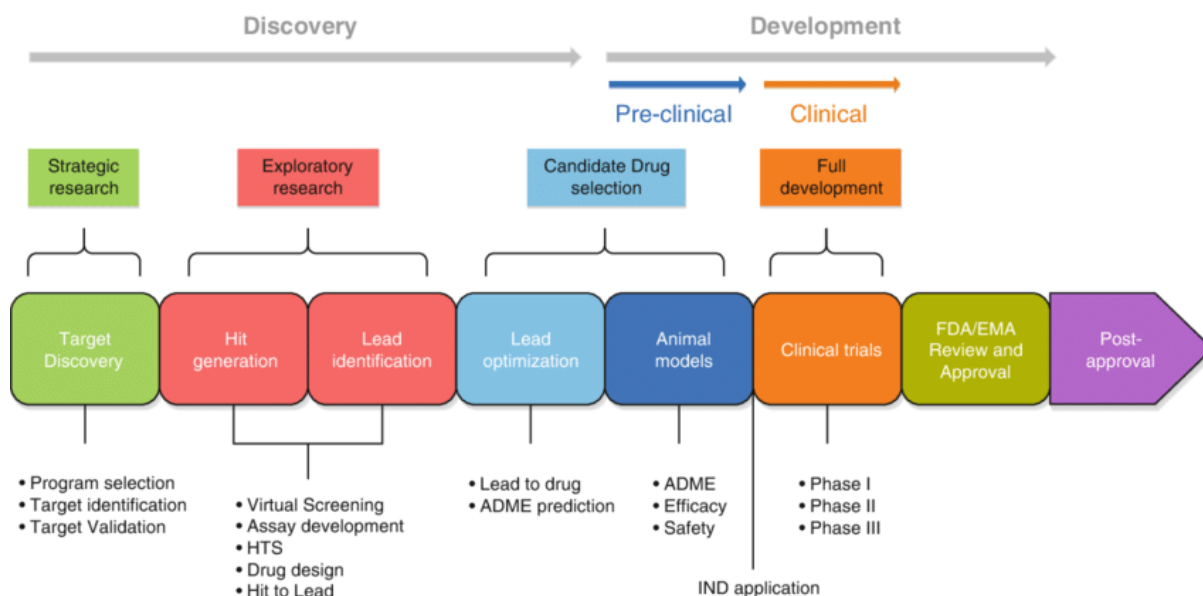 Discovery
Development
Pre-clinical
Clinical
Strategic
research
Exploratory
research
Candidate Drug
selection
Full
development
Target
Discovery
Hit
generation
Lead
identification
Lead
optimization
Animal
models
Clinical trials
FDA/EMA
Review and
Approval
Post-
approval
• Program selection
• Target identification
• Target Validation
• Virtual Screening
• Assay development
• HTS
• Drug design
• Hit to Lead
• Lead to drug
• ADME prediction
• ADME
• Efficacy
• Safety
• Phase I
• Phase II
• Phase III
IND application